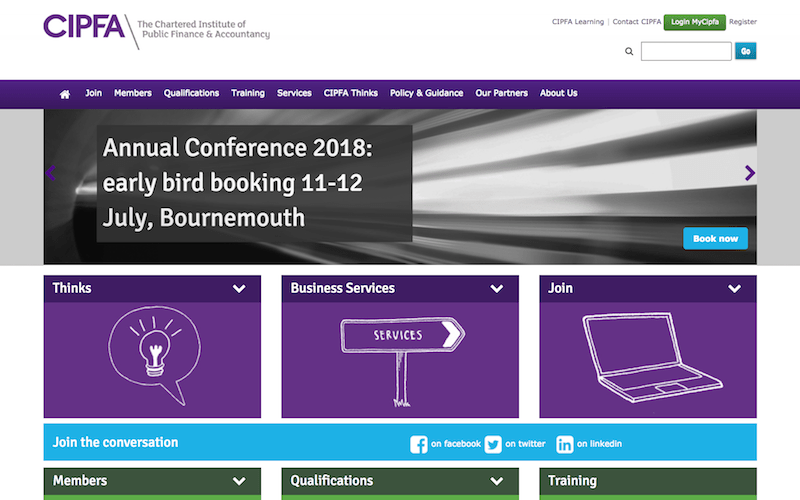 CIPFA The Chartered Institute of
Public Finance & Accountancy
CIPFA Learning | Contact CIPFA Login MyCipfa Register
Go
Join Members Qualifications Training Services CIPFA Thinks Policy & Guidance Our Partners About Us
Annual Conference 2018:
early bird booking 11-12
July, Bournemouth
Book now
Thinks Business Services Join
SERVICES
Join the conversation on facebook on twitter on linkedin
Members Qualifications Training